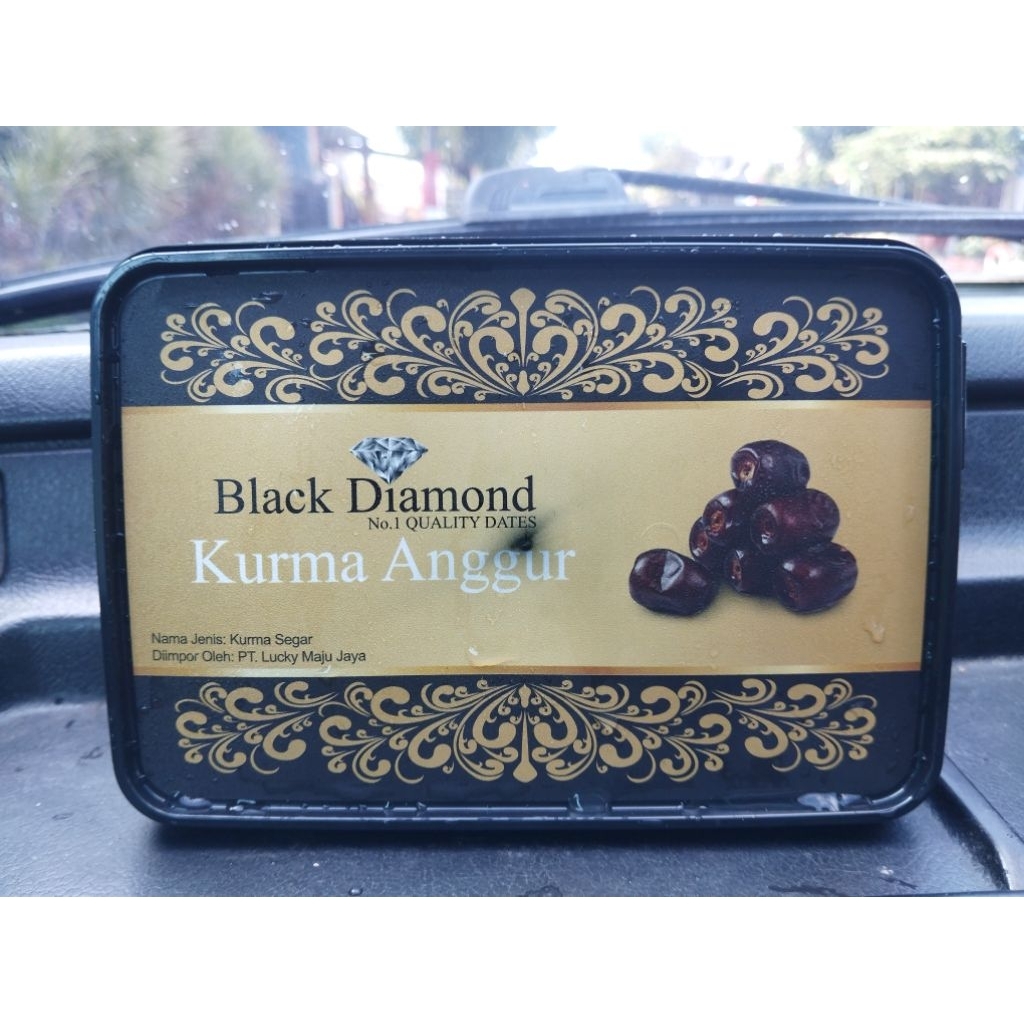 Black Diamond
No.1 QUALITY DATES
Kurma Anggur
Nama Jenis: Kurma Segar
Diimpor Oleh: PT. Lucky Maju Jaya